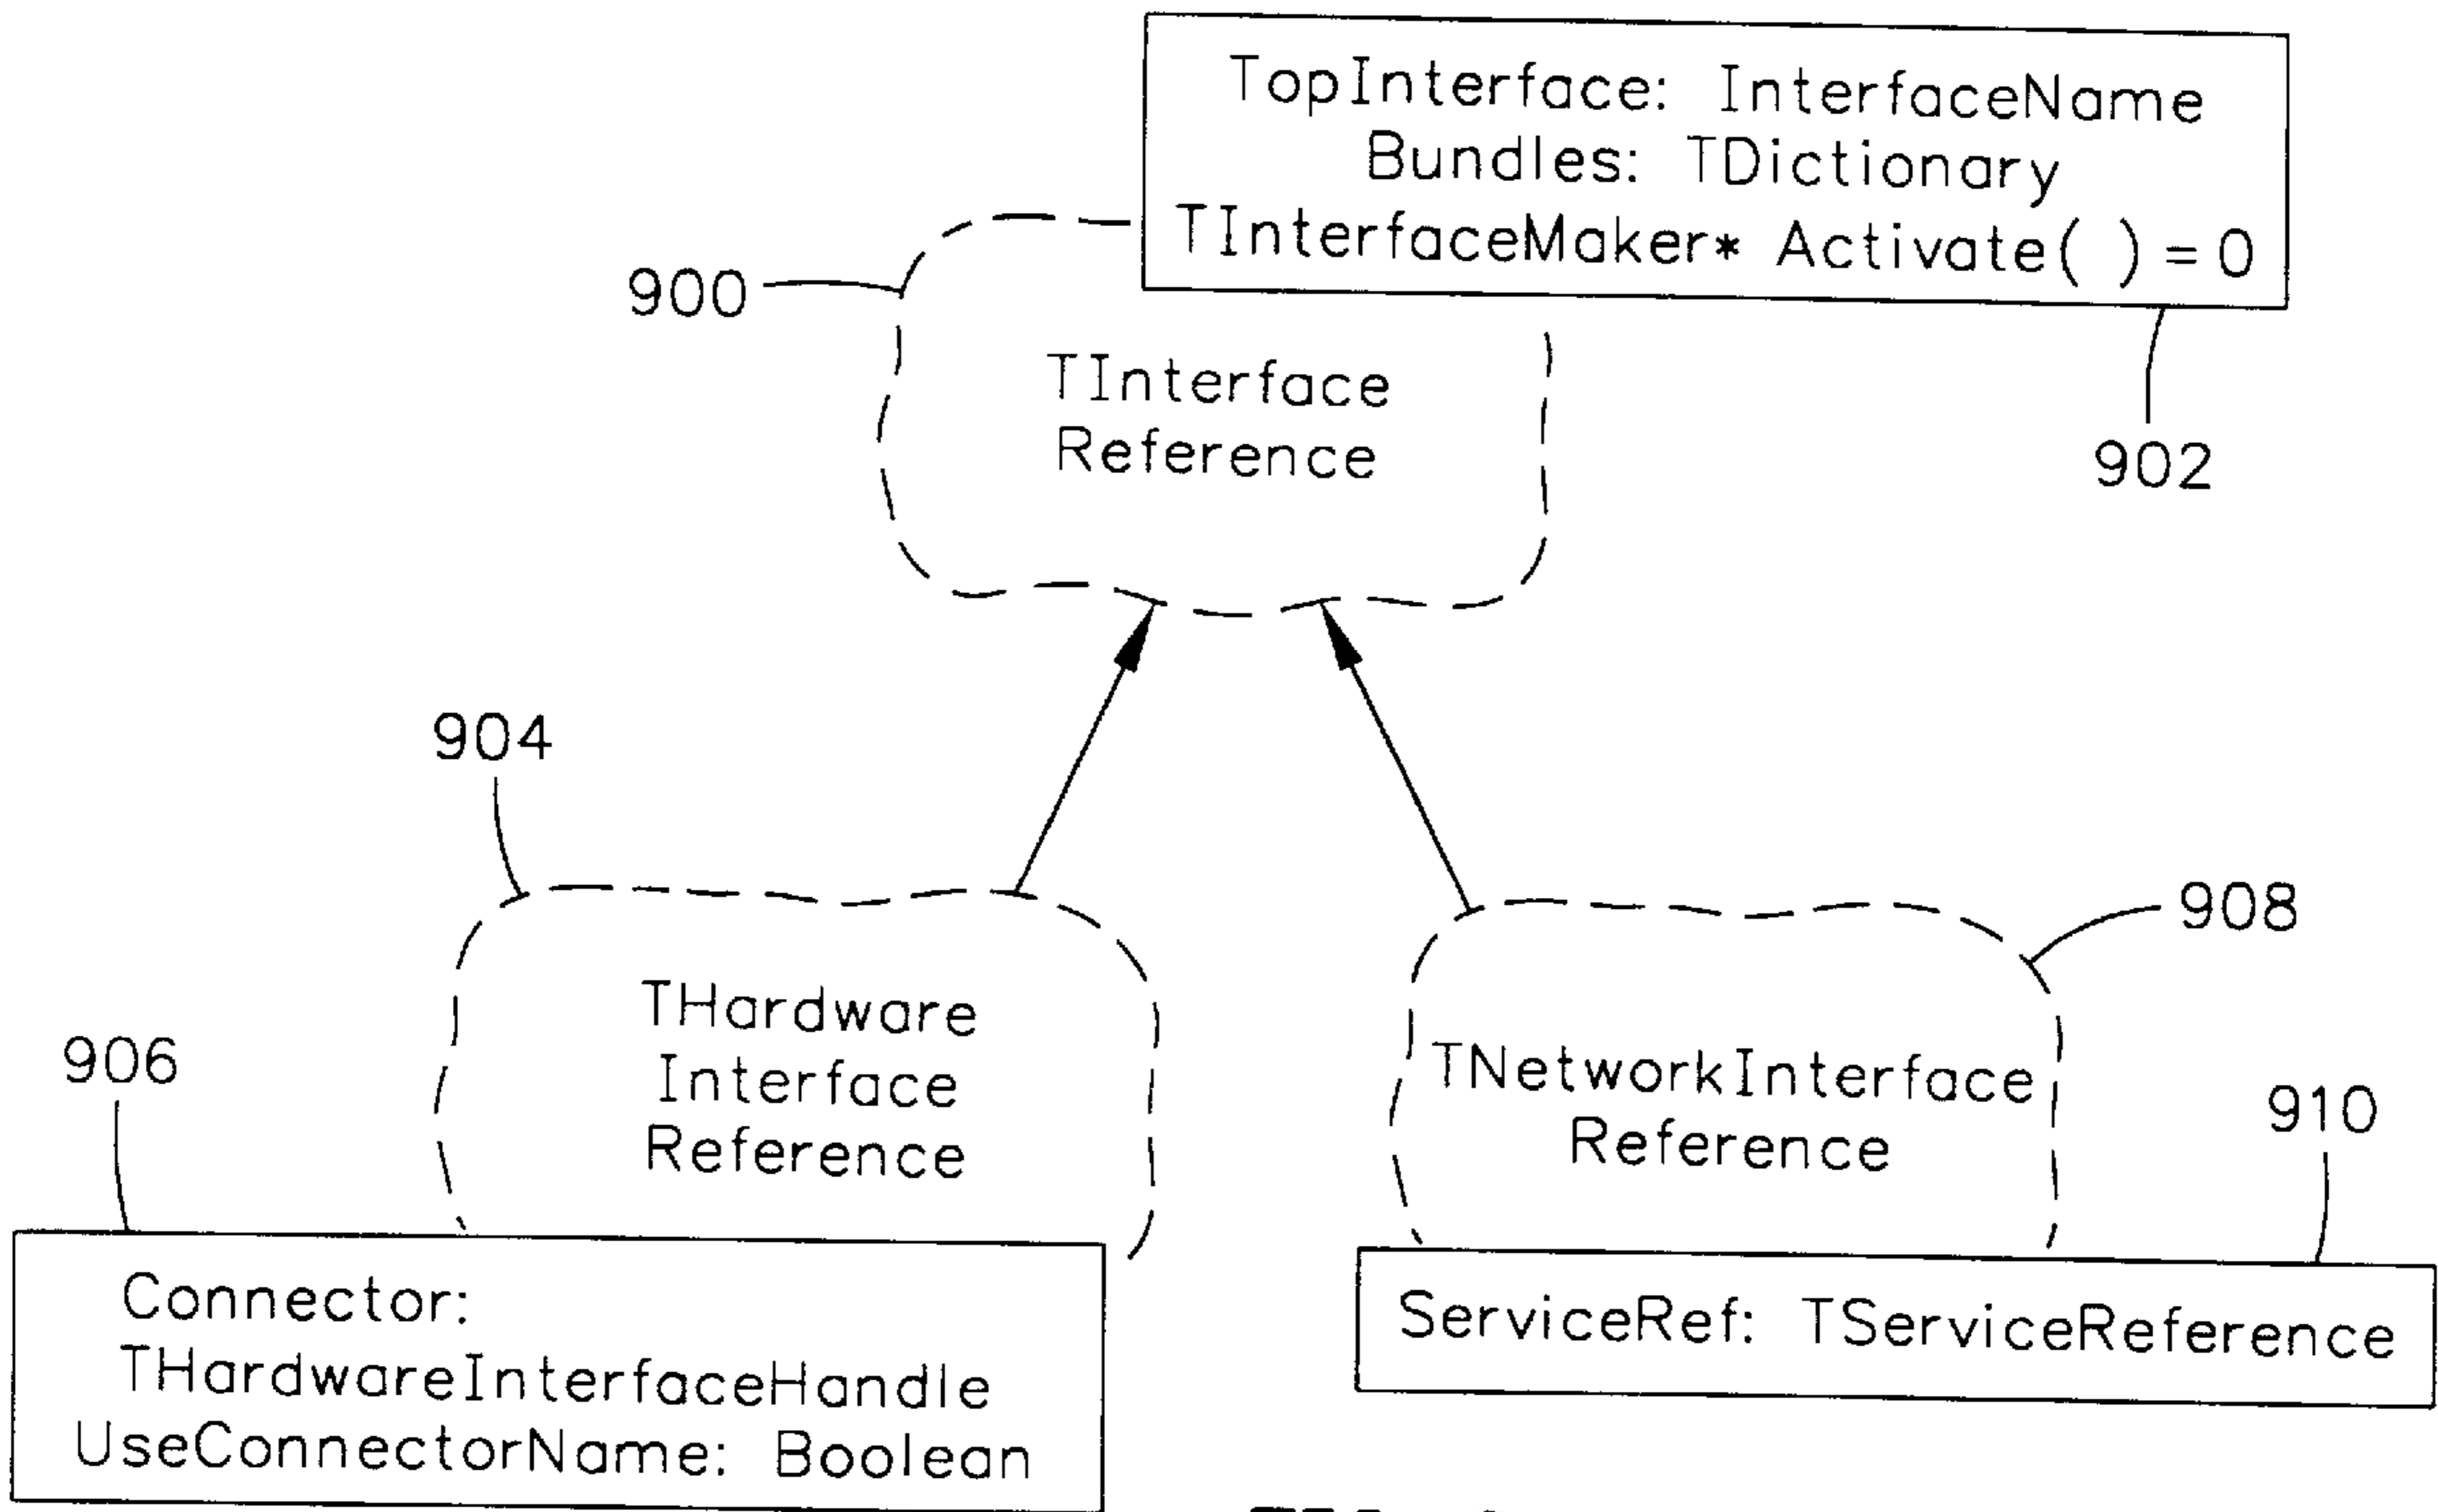 TopInterface: InterfaceName
Bundles: TDictionary
TInterfaceMaker* Activate( ) = 0
900
TInterface
Reference
902
904
908
THardware
Interface
Reference
906
TNetworkInterface
Reference
910
Connector:
THardwareInterfaceHandle
UseConnectorName: Boolean
ServiceRef: TServiceReference